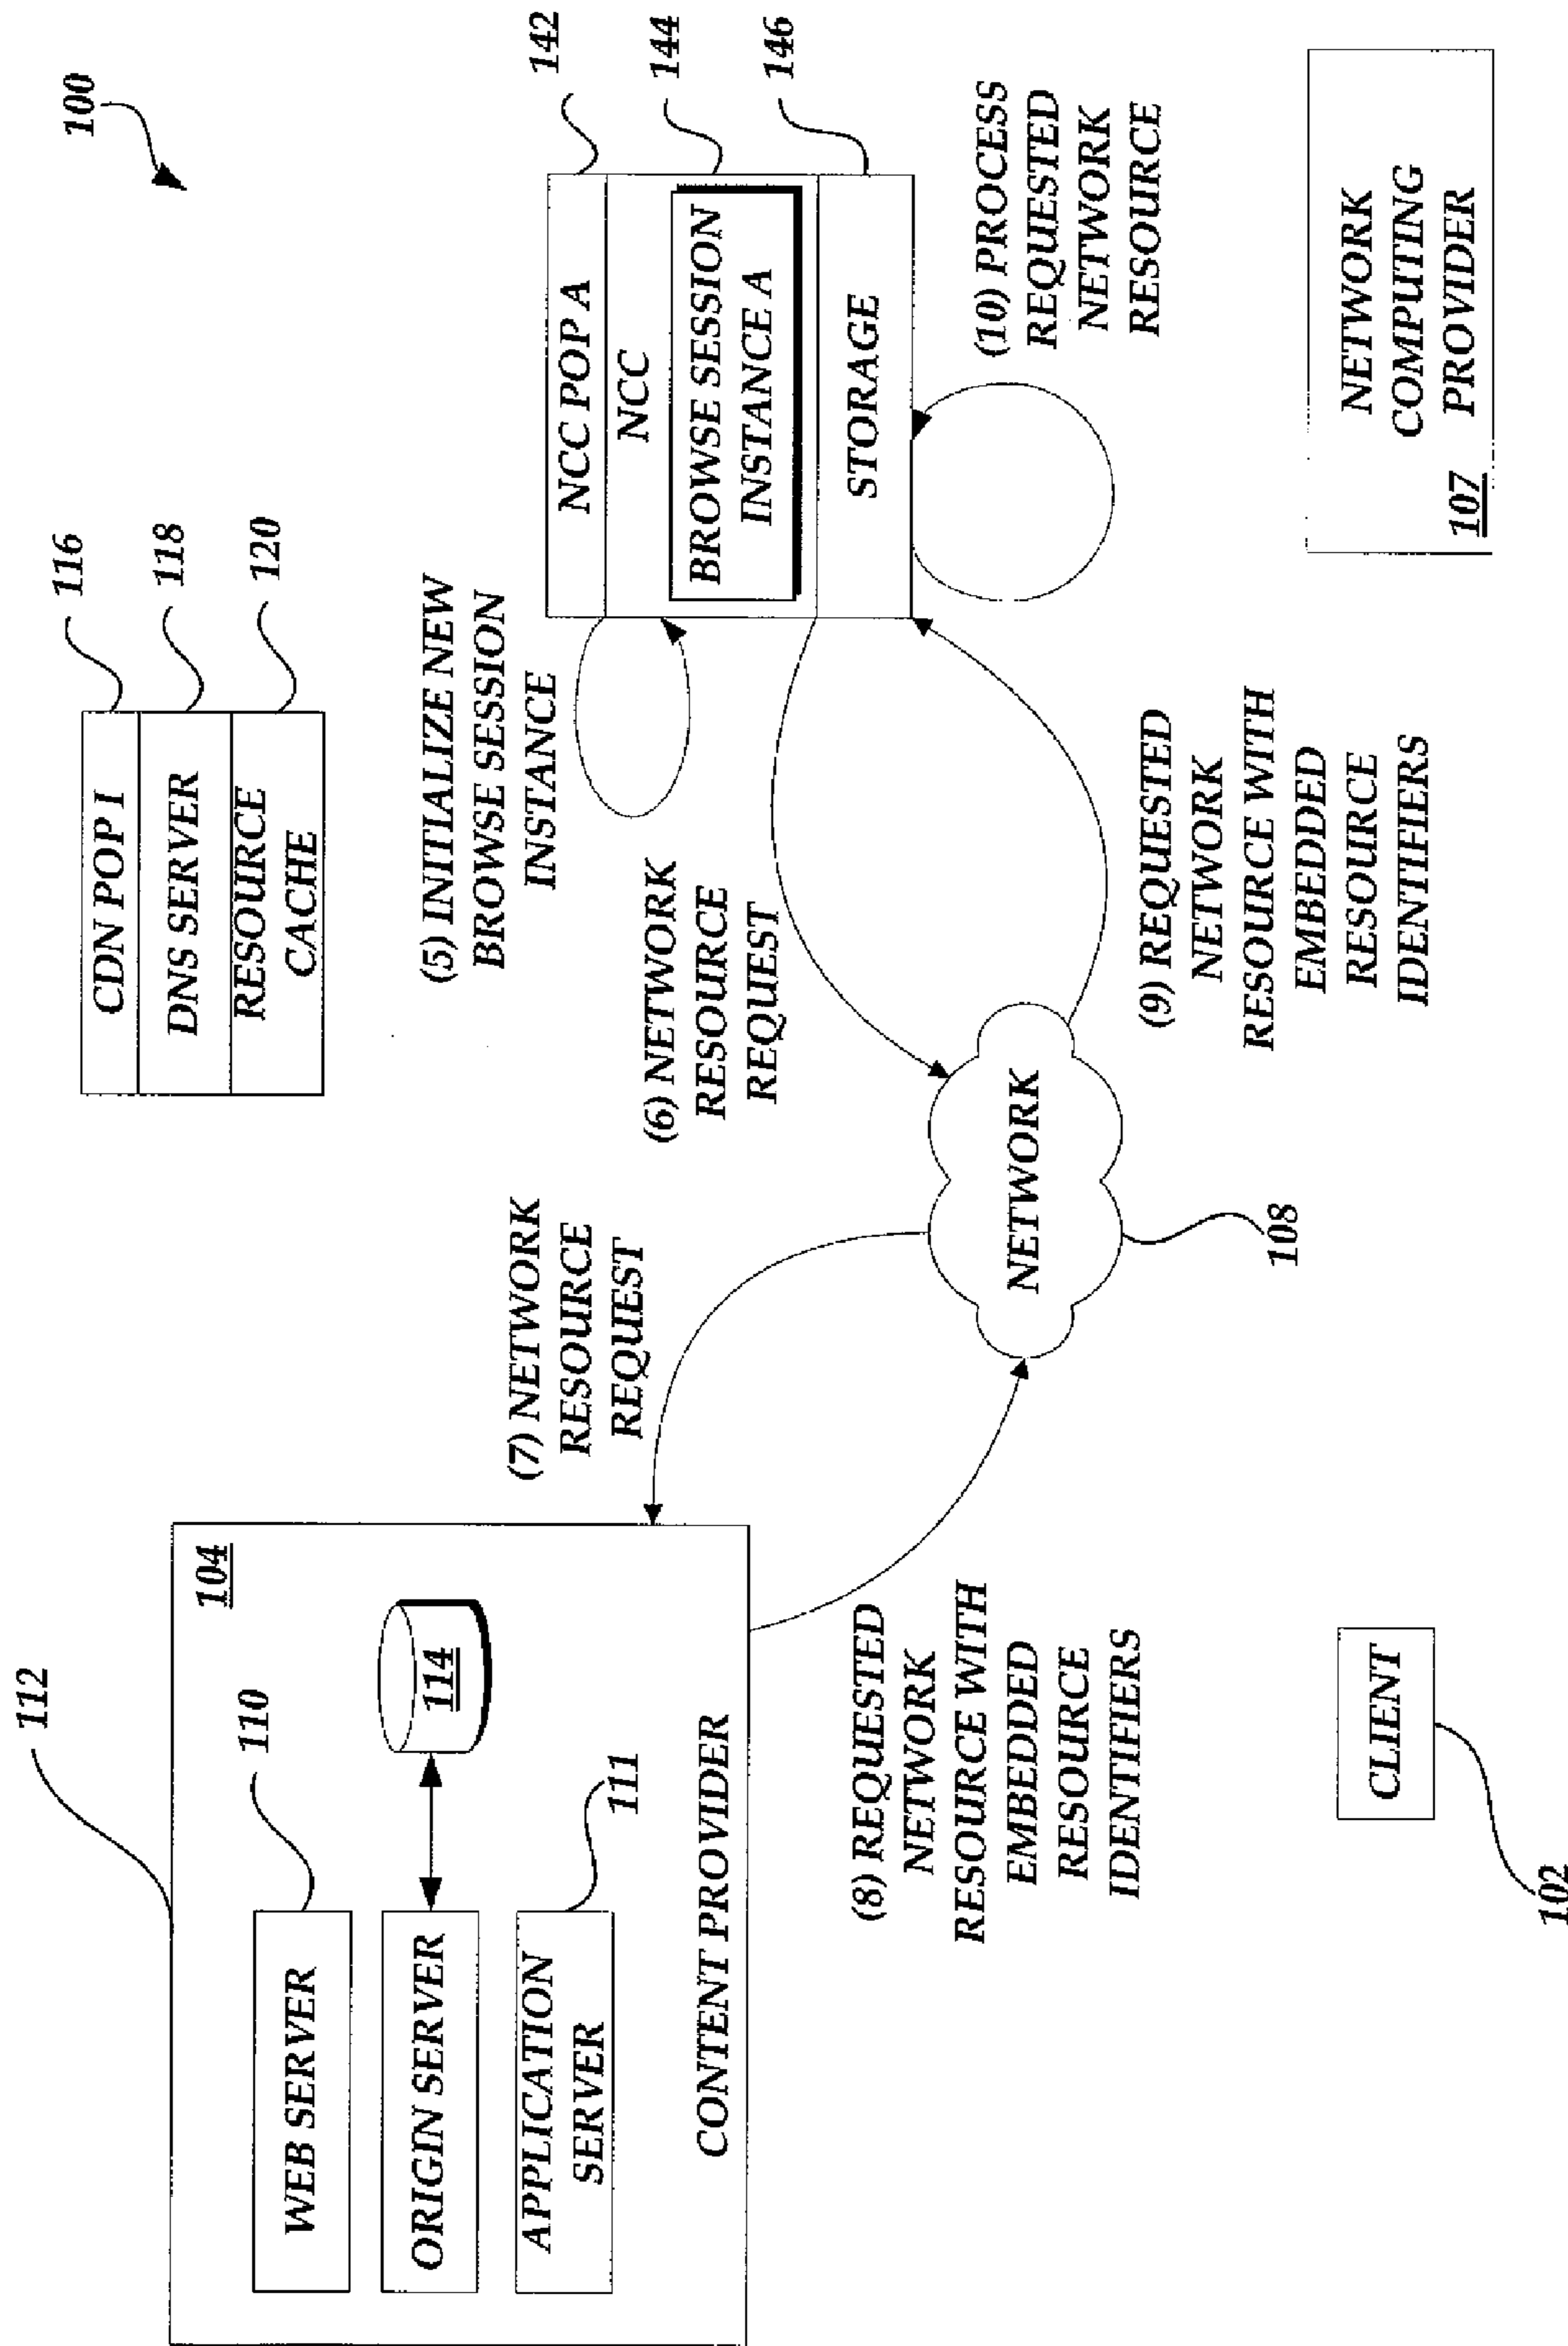 100
112
104
110
WEB SERVER
ORIGIN SERVER
114
APPLICATION
SERVER
111
CONTENT PROVIDER
CDN POP I
116
DNS SERVER
118
RESOURCE
CACHE
120
(5) INITIALIZE NEW
BROWSE SESSION
INSTANCE
(6) NETWORK
RESOURCE
REQUEST
(7) NETWORK
RESOURCE
REQUEST
NCC POP A
142
NCC
144
BROWSE SESSION
INSTANCE A
STORAGE
146
(8) REQUESTED
NETWORK
RESOURCE WITH
EMBEDDED
RESOURCE
IDENTIFIERS
NETWORK
108
(9) REQUESTED
NETWORK
RESOURCE WITH
EMBEDDED
RESOURCE
IDENTIFIERS
(10) PROCESS
REQUESTED
NETWORK
RESOURCE
CLIENT
102
NETWORK
COMPUTING
PROVIDER
107